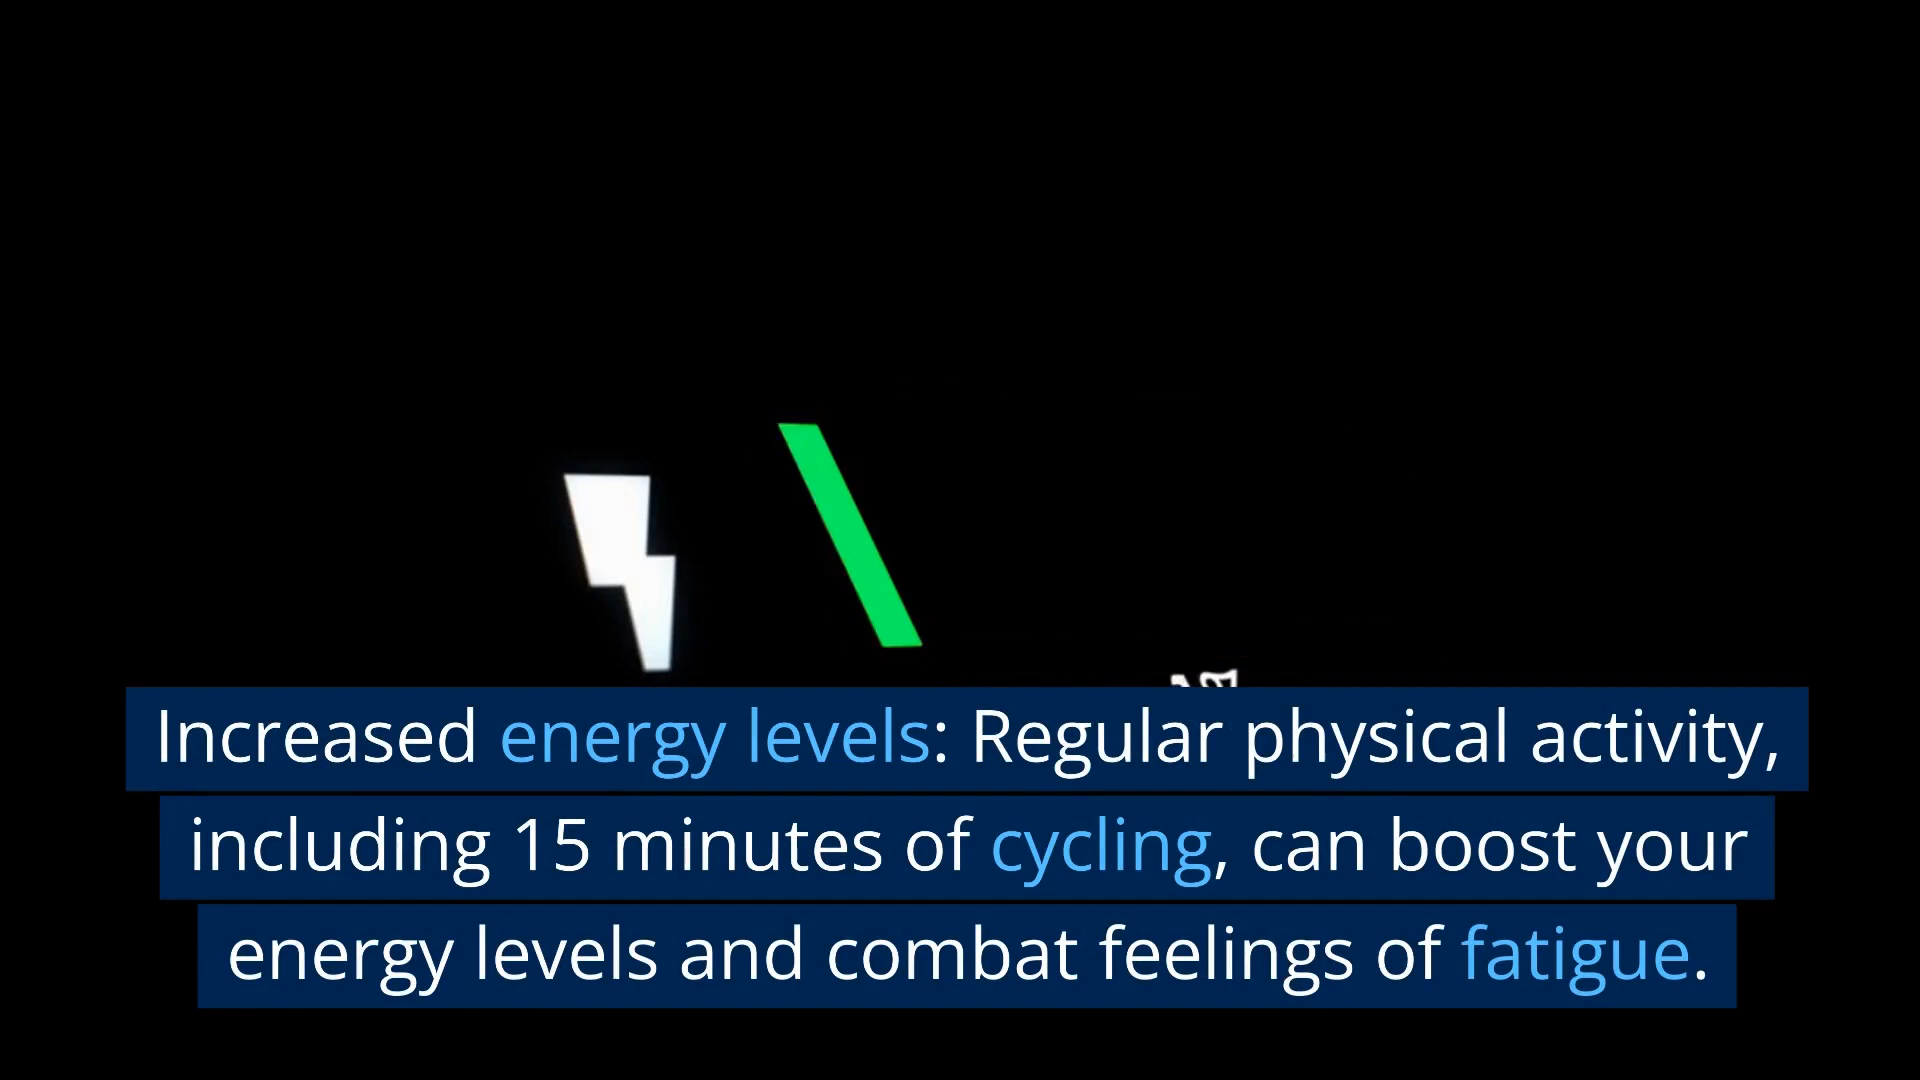 Increased energy levels: Regular physical activity,
including 15 minutes of cycling, can boost your
energy levels and combat feelings of fatigue.